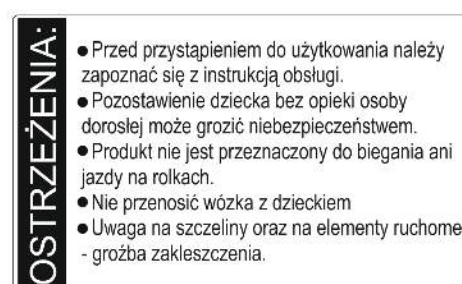 OSTRZEŻENIA:
● Przed przystąpieniem do użytkowania należy
zapoznać się z instrukcją obsługi.
● Pozostawienie dziecka bez opieki osoby
dorosłej może grozić niebezpieczeństwem.
● Produkt nie jest przeznaczony do biegania ani
jazdy na rolkach.
● Nie przenosić wózka z dzieckiem
● Uwaga na szczeliny oraz na elementy ruchome
- groźba zakleszczenia.